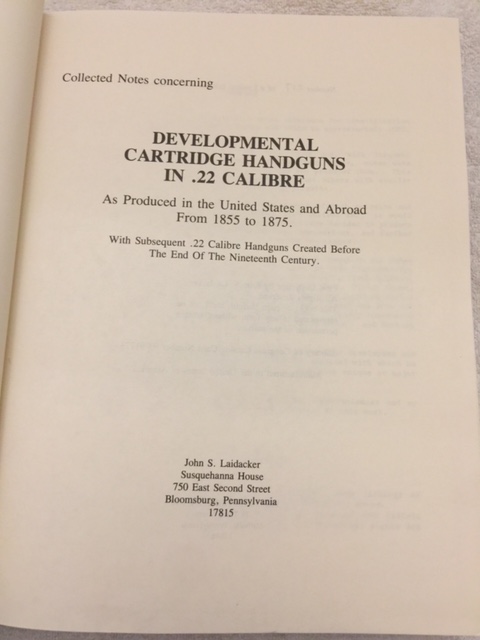 Collected Notes concerning
DEVELOPMENTAL
CARTRIDGE HANDGUNS
IN .22 CALIBRE
As Produced in the United States and Abroad
From 1855 to 1875.
With Subsequent .22 Calibre Handguns Created Before
The End Of The Nineteenth Century.
John S. Laidacker
Susquehanna House
750 East Second Street
Bloomsburg, Pennsylvania
17815